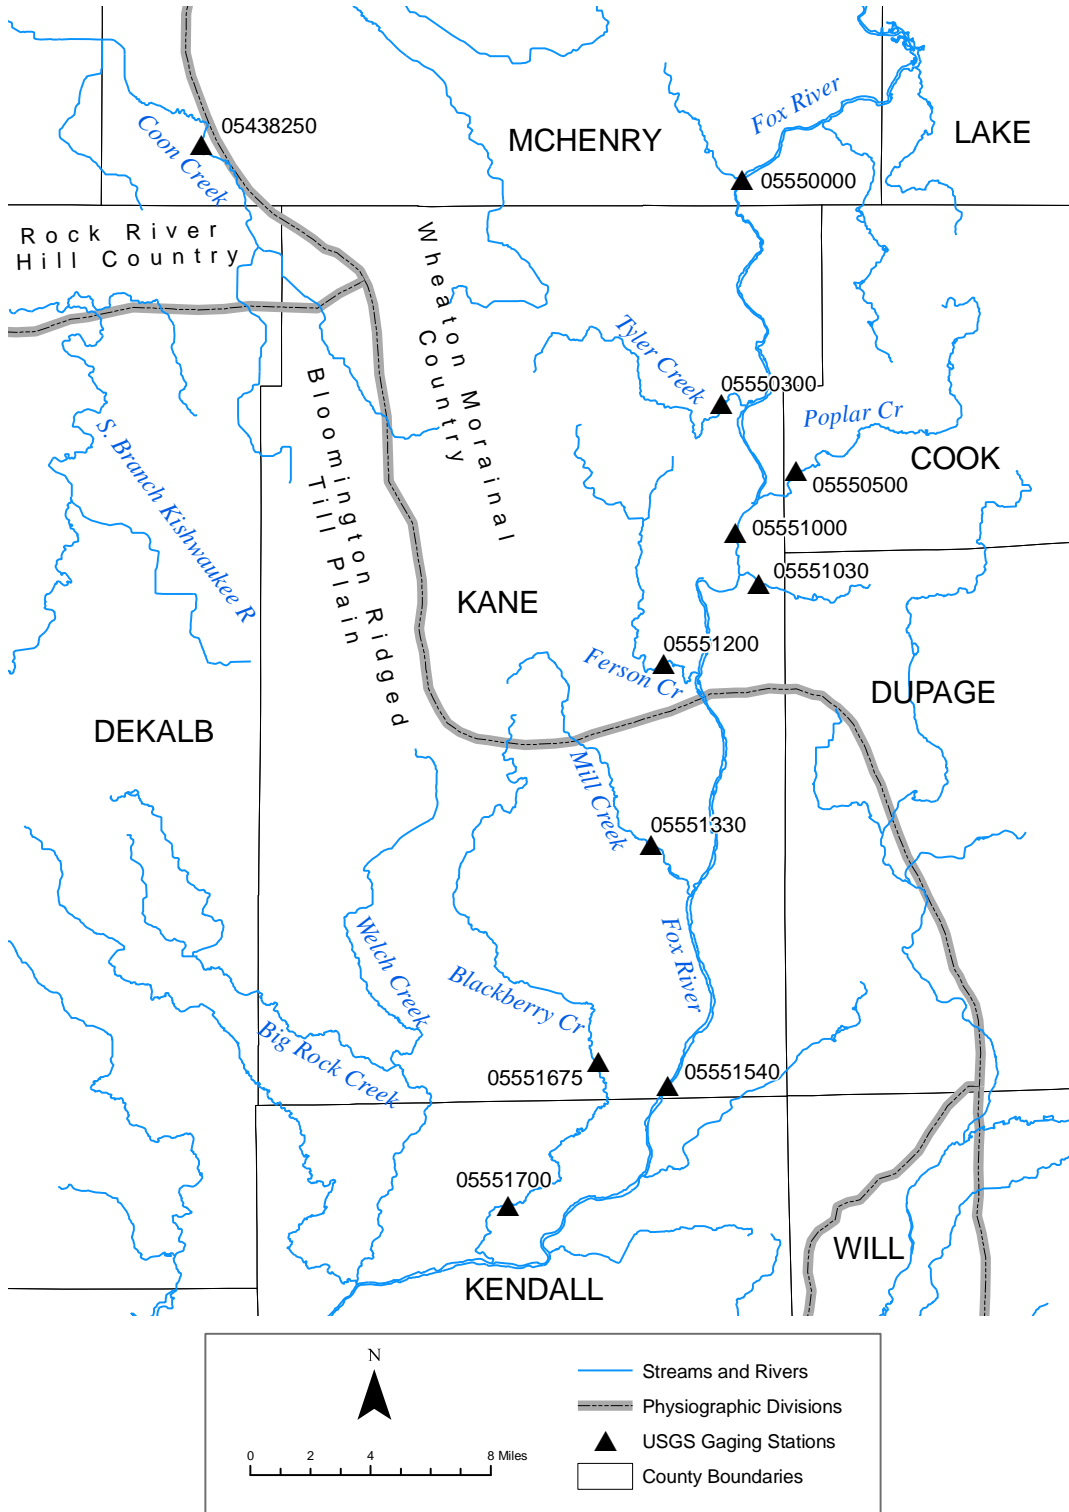 Fox River
05438250
MCHENRY
LAKE
Coon Creek
05550000
Rock River
Hill Country
Wheaton Morainal
Country
Tyler Creek
05550300
Poplar Cr
Bloomington Ridged
Till Plain
S. Branch Kishwaukee R
COOK
05550500
05551000
05551030
KANE
05551200
Ferson Cr
DUPAGE
DEKALB
Mill Creek
05551330
Welch Creek
Fox River
Blackberry Cr
Big Rock Creek
05551675
05551540
05551700
WILL
KENDALL
N
0 2 4 8 Miles
Streams and Rivers
Physiographic Divisions
USGS Gaging Stations
County Boundaries